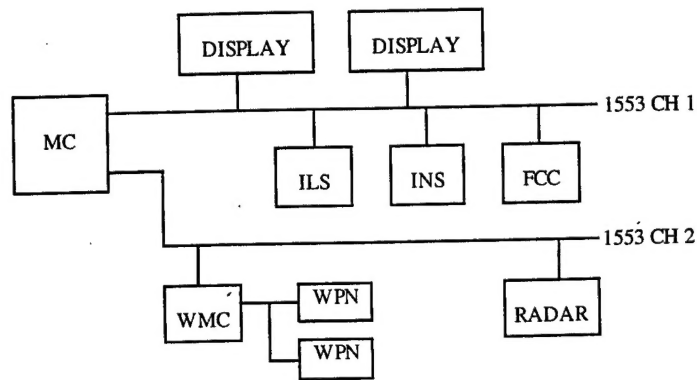 DISPLAY
DISPLAY
1553 CH 1
MC
ILS
INS
FCC
1553 CH 2
WMC
WPN
RADAR
WPN